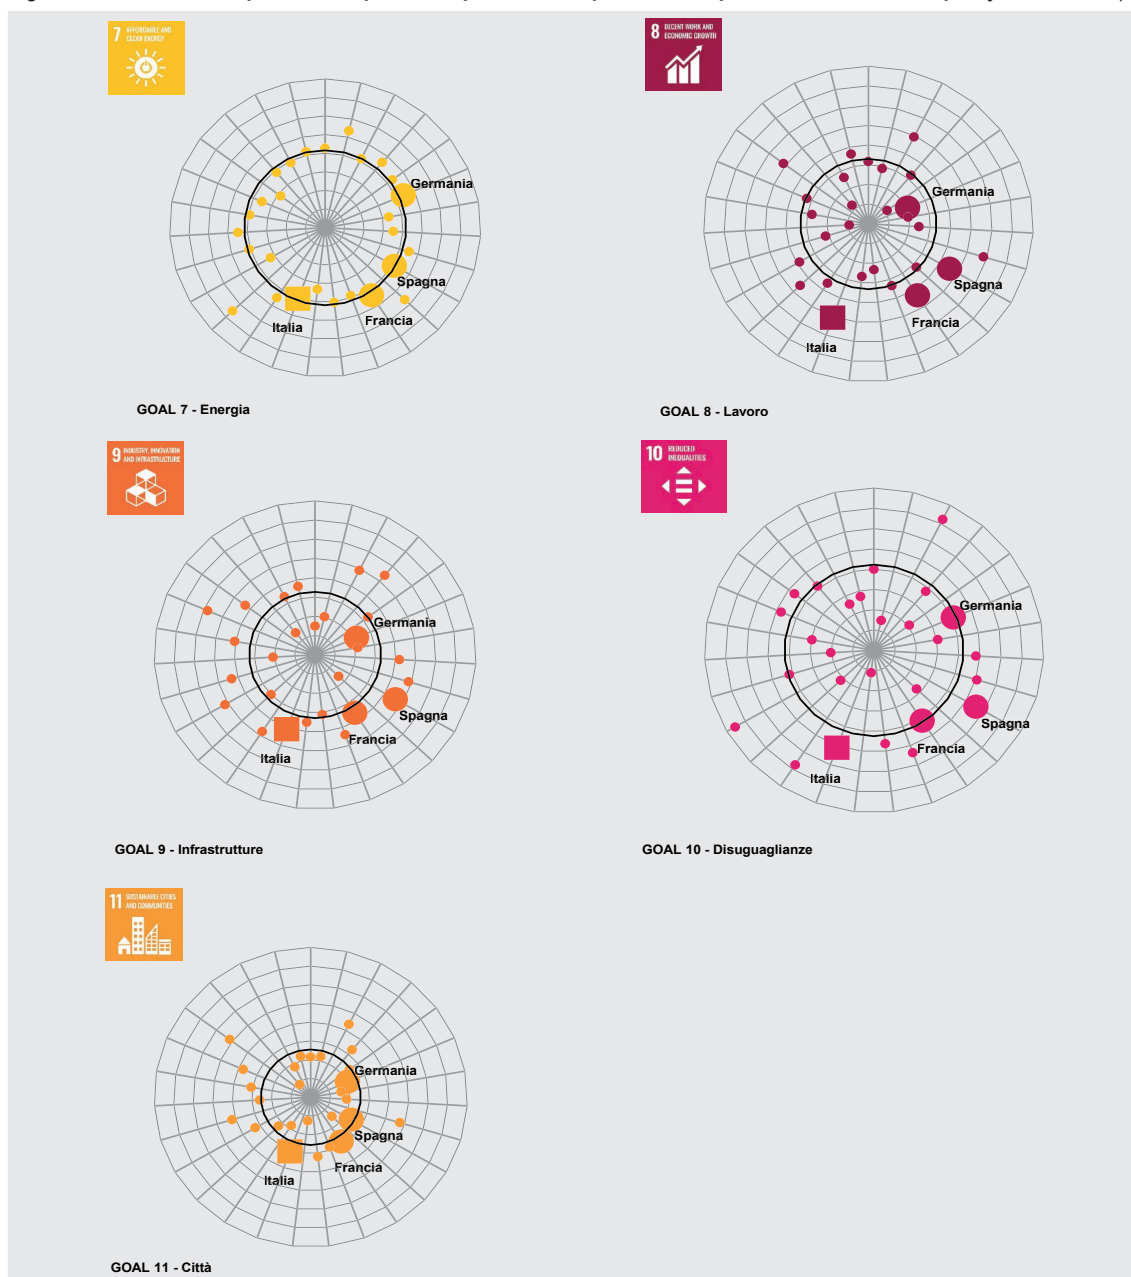 7 AFFORDABLE AND
CLEAN ENERGY
Germania
Spagna
Francia
Italia
GOAL 7 - Energia
8 DECENT WORK AND
ECONOMIC GROWTH
Germania
Spagna
Francia
Italia
GOAL 8 - Lavoro
9 INDUSTRY, INNOVATION
AND INFRASTRUCTURE
Germania
Spagna
Francia
Italia
GOAL 9 - Infrastrutture
10 REDUCED
INEQUALITIES
Germania
Spagna
Francia
Italia
GOAL 10 - Disuguaglianze
11 SUSTAINABLE CITIES
AND COMMUNITIES
Germania
Spagna
Francia
Italia
GOAL 11 - Città